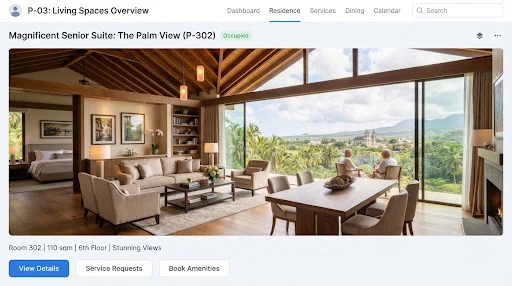 P-03: Living Spaces Overview
Dashboard
Residence
Services
Dining
Calendar
Search
Magnificent Senior Suite: The Palm View (P-302)
Occupied
Room 302 | 110 sqm | 6th Floor | Stunning Views
View Details
Service Requests
Book Amenities